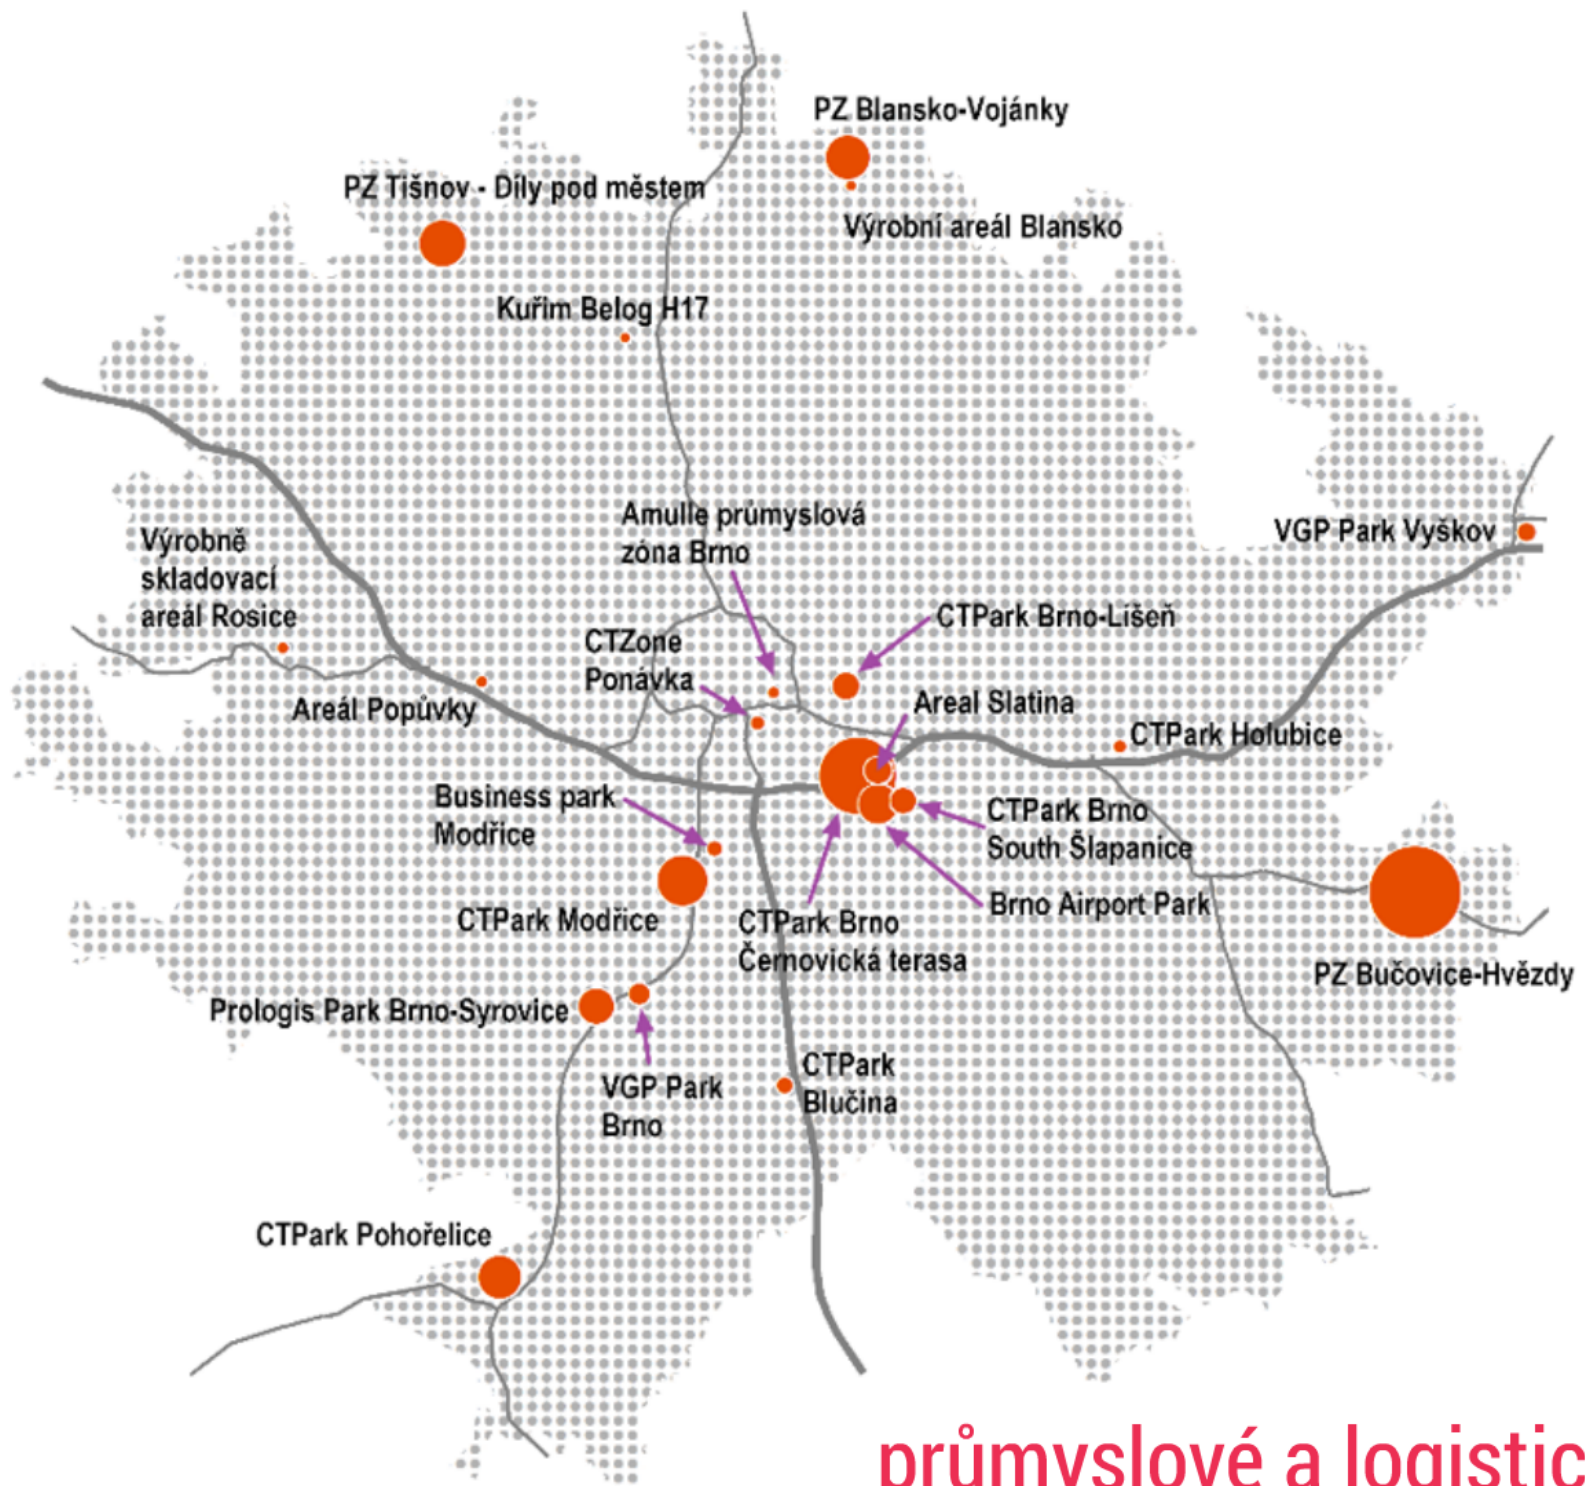 PZ Blansko-Vojánky
PZ Tišnov - Díly pod městem
Výrobní areál Blansko
Kuřim Belog H17
Amulle průmyslová
zóna Brno
VGP Park Vyškov
Výrobně
skladovací
areál Rosice
CTPark Brno-Líšeň
CTZone
Ponávka
Areal Slatina
Areál Popůvky
CTPark Holubice
Business park
Modřice
CTPark Brno
South Šlapanice
Brno Airport Park
CTPark Modřice
CTPark Brno
Černovická terasa
PZ Bučovice-Hvězdy
Prologis Park Brno-Syrovice
CTPark
Blučina
VGP Park
Brno
CTPark Pohořelice
průmyslové a logistic